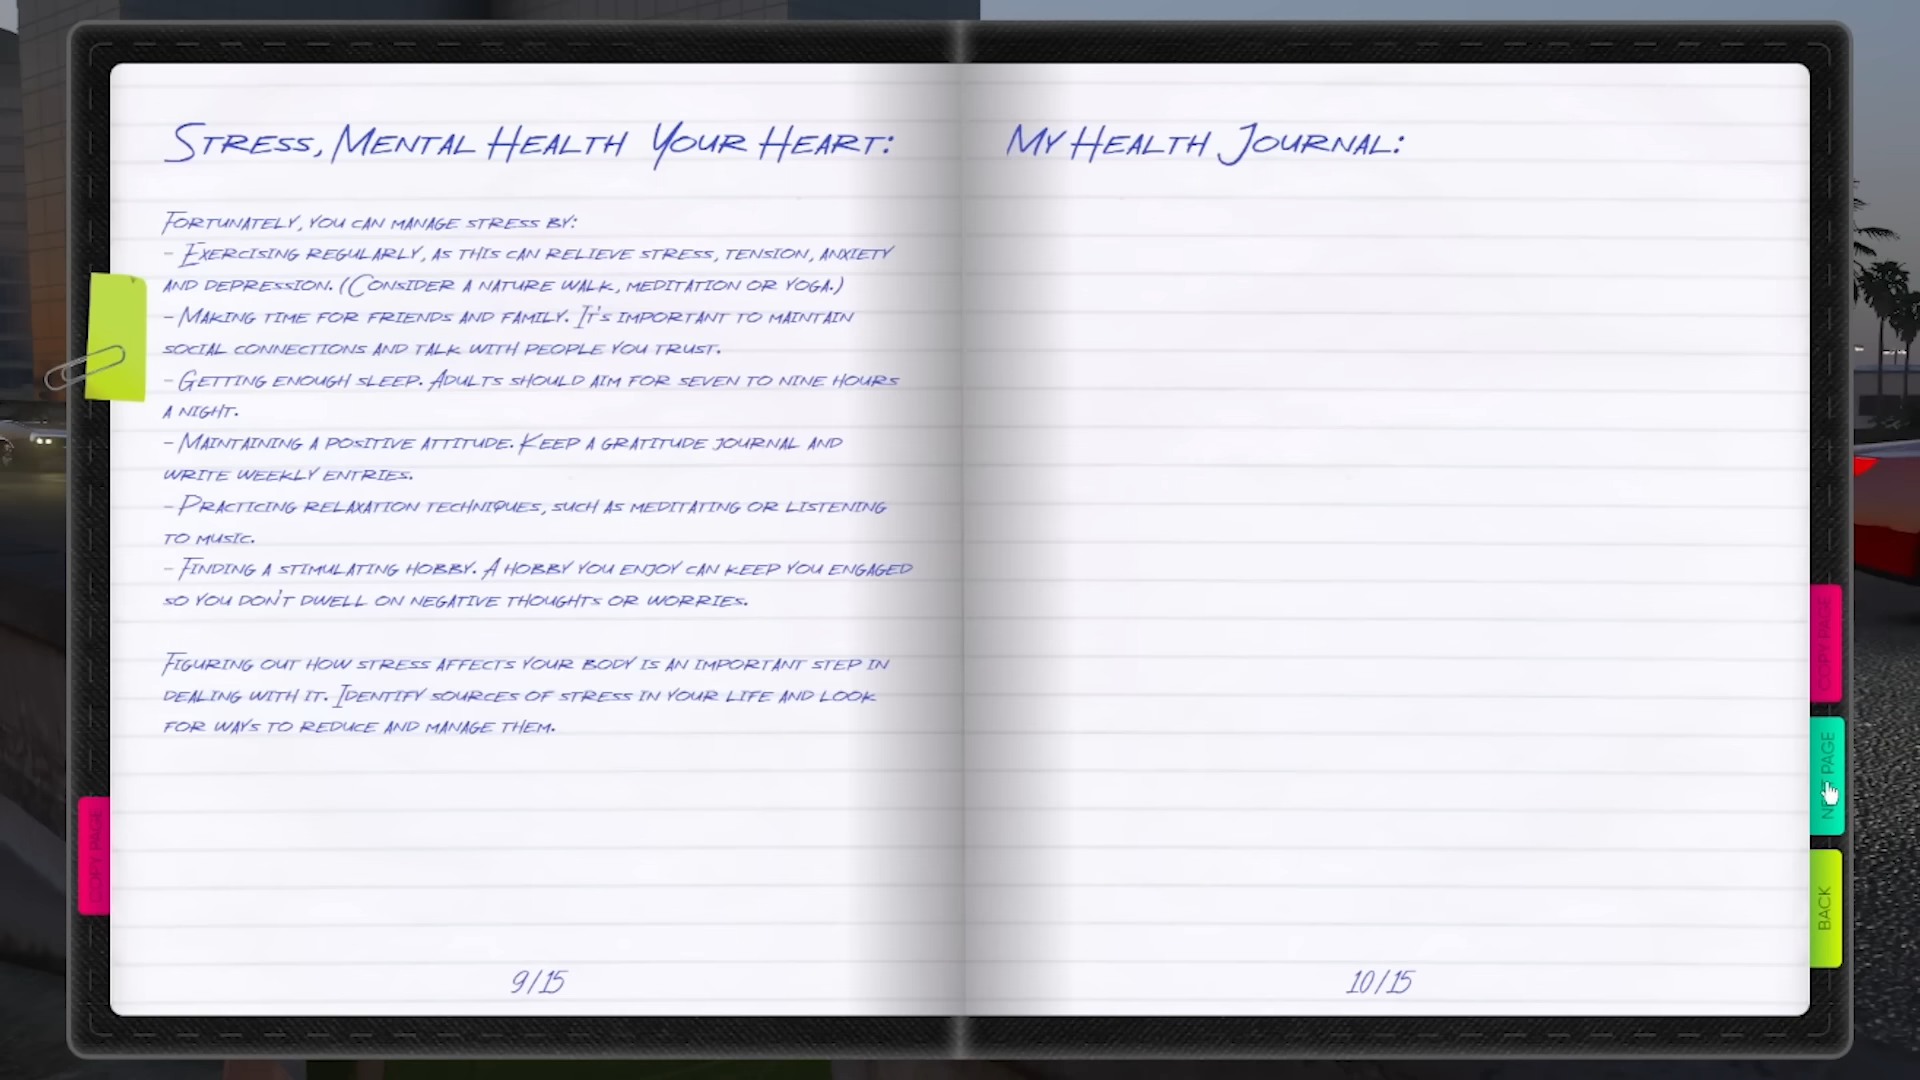 Stress, Mental Health Your Heart:
Fortunately, you can manage stress by:
- Exercising regularly, as this can relieve stress, tension, anxiety
and depression. (Consider a nature walk, meditation or yoga.)
- Making time for friends and family. It's important to maintain
social connections and talk with people you trust.
- Getting enough sleep. Adults should aim for seven to nine hours
a night.
- Maintaining a positive attitude. Keep a gratitude journal and
write weekly entries.
- Practicing relaxation techniques, such as meditating or listening
to music.
- Finding a stimulating hobby. A hobby you enjoy can keep you engaged
so you don't dwell on negative thoughts or worries.
Figuring out how stress affects your body is an important step in
dealing with it. Identify sources of stress in your life and look
for ways to reduce and manage them.
9/15
COPY PAGE
My Health Journal:
10/15
COPY PAGE
NEXT PAGE
BACK